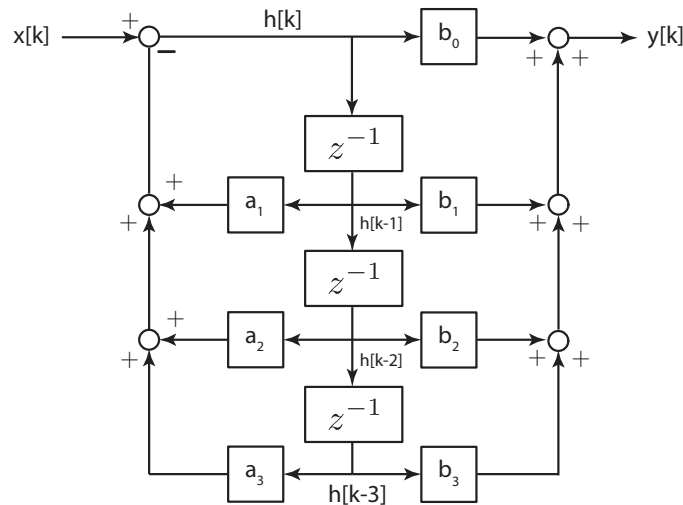 x[k]
+
−
h[k]
b₀
+
+
y[k]
z⁻¹
+
+
a₁
h[k-1]
b₁
+
+
z⁻¹
+
+
a₂
h[k-2]
b₂
+
+
z⁻¹
a₃
h[k-3]
b₃